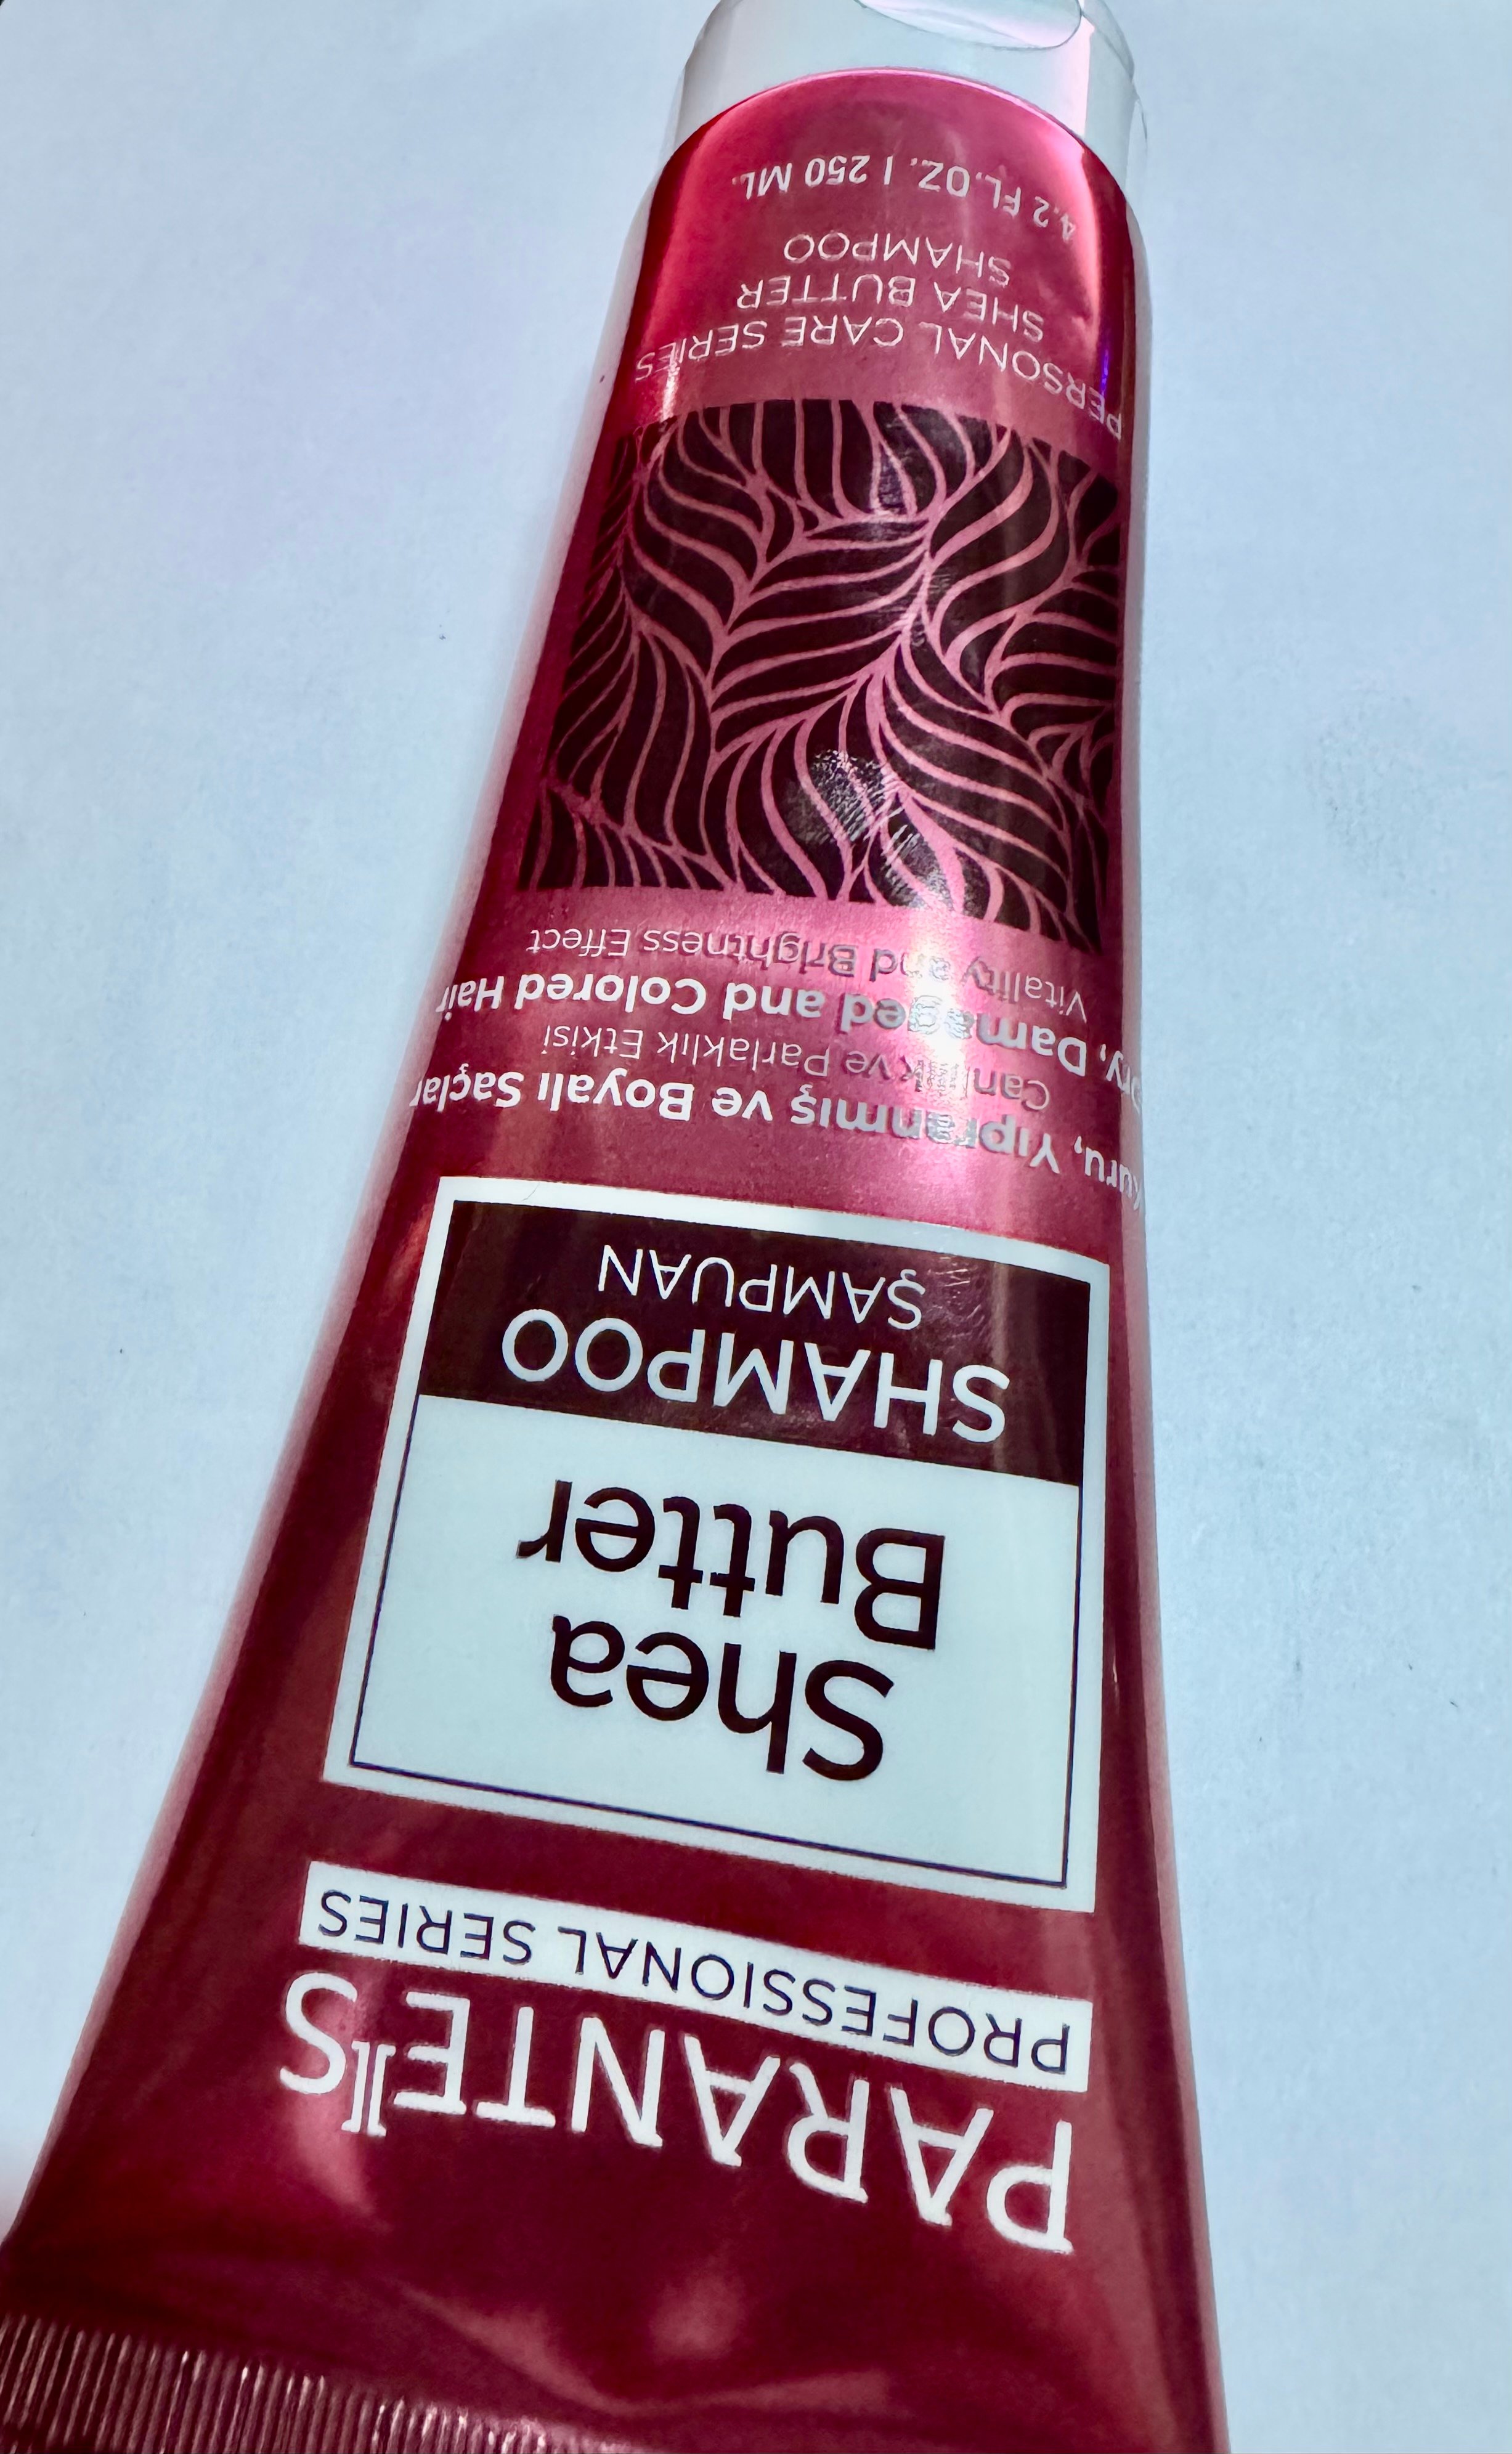 PARANTE[]S
PROFESSIONAL SERIES
Shea
Butter
SHAMPOO
ŞAMPUAN
Kuru, Yıpranmış ve Boyalı Saçlar
Canlılık ve Parlaklık Etkisi
Dry, Damaged and Colored Hair
Vitality and Brightness Effect
PERSONAL CARE SERIES
SHEA BUTTER
SHAMPOO
4.2 FL.OZ. I 250 ML.